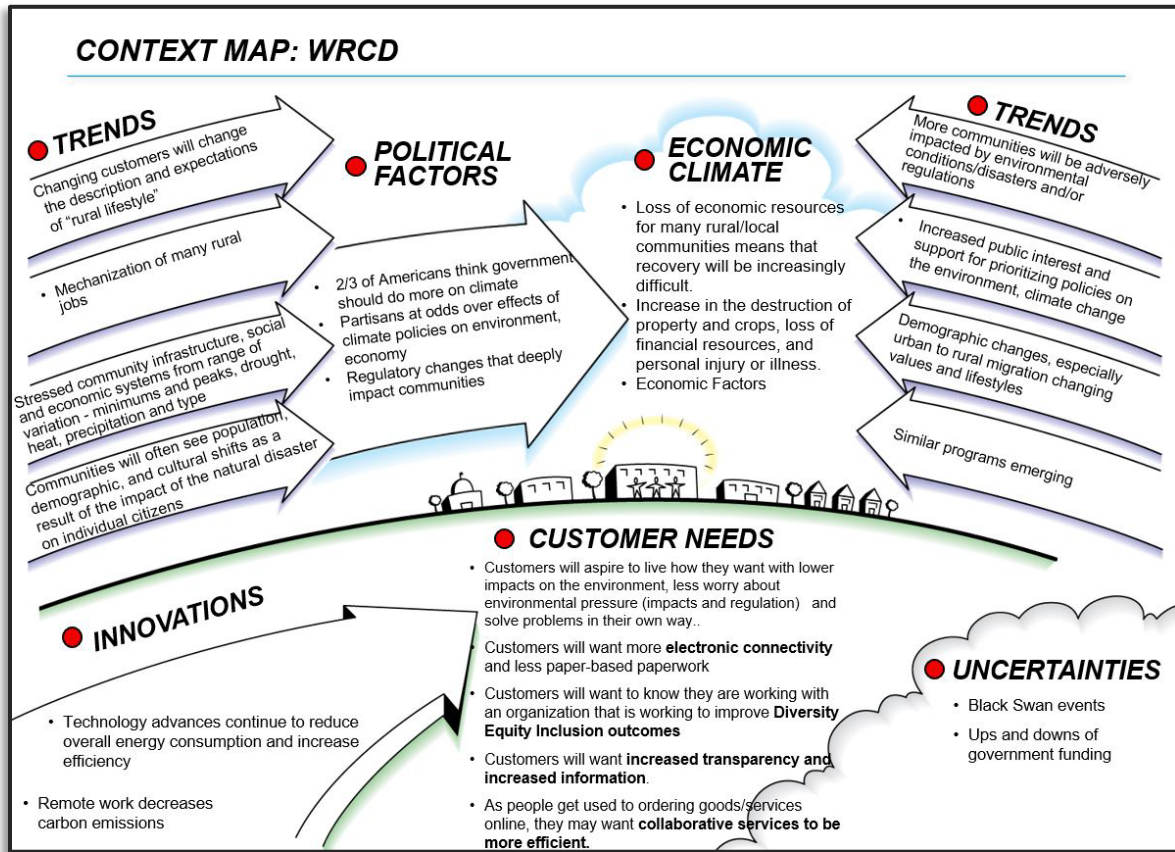 CONTEXT MAP: WRCD
TRENDS
Changing customers will change
the description and expectations
of “rural lifestyle”
• Mechanization of many rural
jobs
Stressed community infrastructure, social
and economic systems from range of
variation - minimums and peaks, drought,
heat, precipitation and type
Communities will often see population,
demographic, and cultural shifts as a
result of the impact of the natural disaster
on individual citizens
POLITICAL
FACTORS
• 2/3 of Americans think government
should do more on climate
• Partisans at odds over effects of
climate policies on environment,
economy
• Regulatory changes that deeply
impact communities
ECONOMIC
CLIMATE
• Loss of economic resources
for many rural/local
communities means that
recovery will be increasingly
difficult.
• Increase in the destruction of
property and crops, loss of
financial resources, and
personal injury or illness.
• Economic Factors
TRENDS
More communities will be adversely
impacted by environmental
conditions/disasters and/or
regulations
• Increased public interest and
support for prioritizing policies on
the environment, climate change
Demographic changes, especially
urban to rural migration changing
values and lifestyles
Similar programs emerging
CUSTOMER NEEDS
• Customers will aspire to live how they want with lower
impacts on the environment, less worry about
environmental pressure (impacts and regulation) and
solve problems in their own way..
• Customers will want more electronic connectivity
and less paper-based paperwork
• Customers will want to know they are working with
an organization that is working to improve Diversity
Equity Inclusion outcomes
• Customers will want increased transparency and
increased information.
• As people get used to ordering goods/services
online, they may want collaborative services to be
more efficient.
INNOVATIONS
• Technology advances continue to reduce
overall energy consumption and increase
efficiency
• Remote work decreases
carbon emissions
UNCERTAINTIES
• Black Swan events
• Ups and downs of
government funding